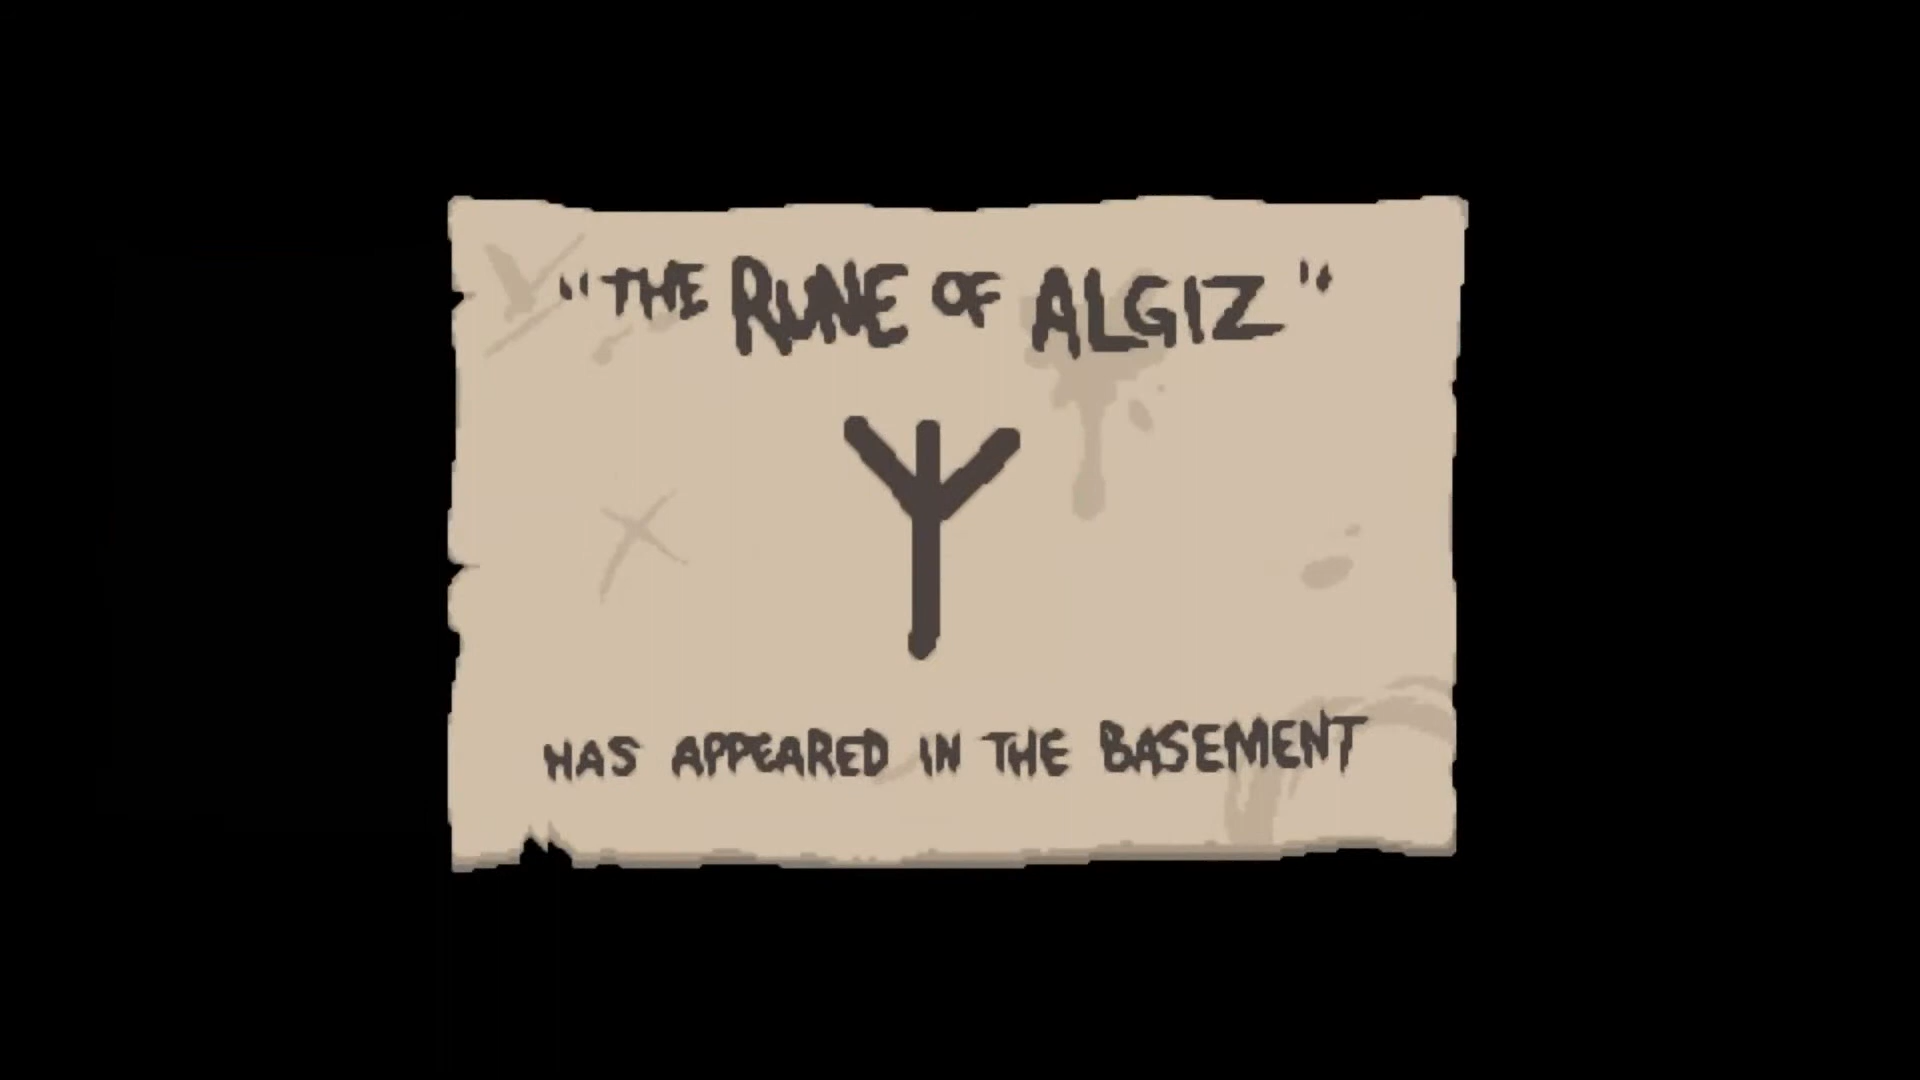 "THE RUNE OF ALGIZ"
HAS APPEARED IN THE BASEMENT